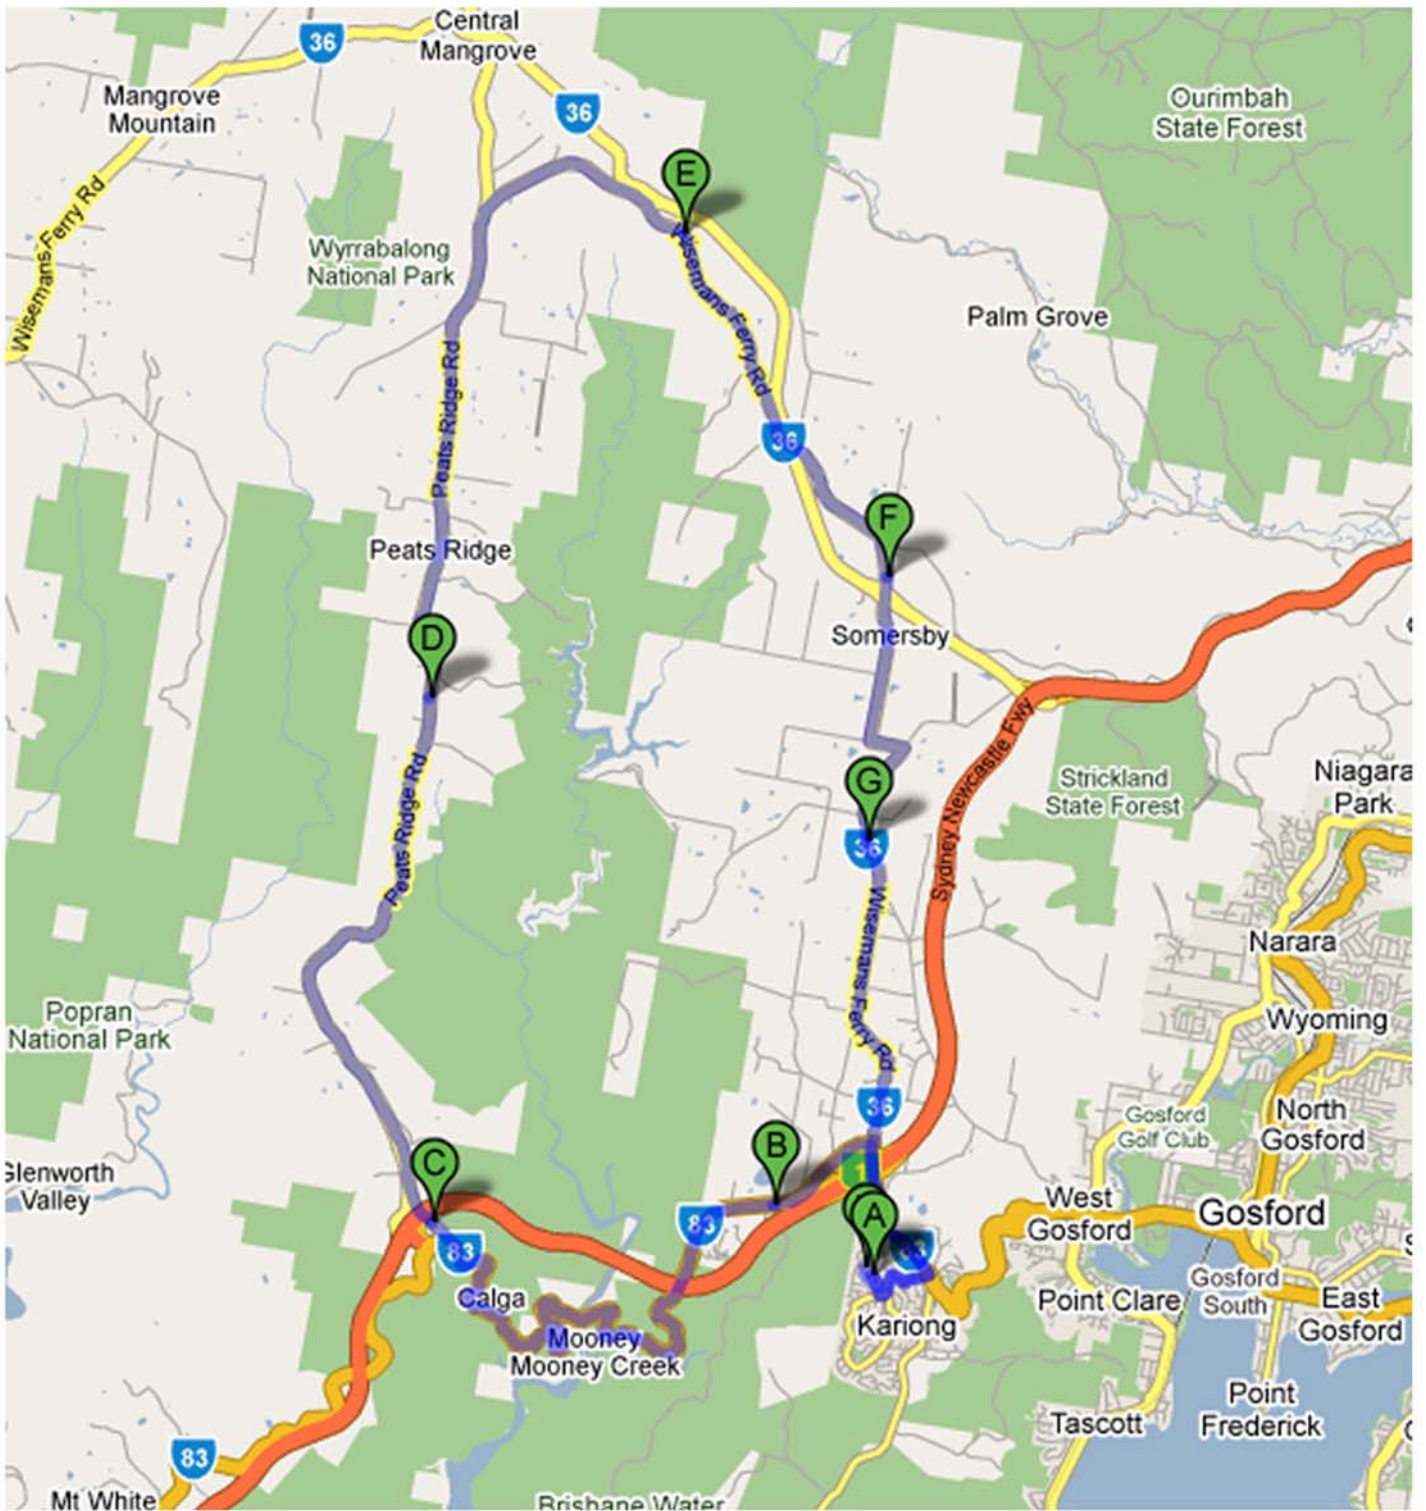 Central
Mangrove
36
Mangrove
Mountain
36
Ourimbah
State Forest
E
Wisemans Ferry Rd
Wyrrabalong
National Park
Wisemans Ferry Rd
Palm Grove
Peats Ridge Rd
36
F
Peats Ridge
D
Somersby
Sydney Newcastle Fwy
G
Strickland
State Forest
Niagara
Park
36
Peats Ridge Rd
Wisemans Ferry Rd
Narara
Popran
National Park
Wyoming
36
North
Gosford
Gosford
Golf Club
B
C
Glenworth
Valley
1
A
West
Gosford
Gosford
83
83
83
Gosford
South
Calga
Point Clare
East
Gosford
Kariong
Mooney
Mooney Creek
Point
Frederick
Tascott
83
Mt White
Brisbane Water